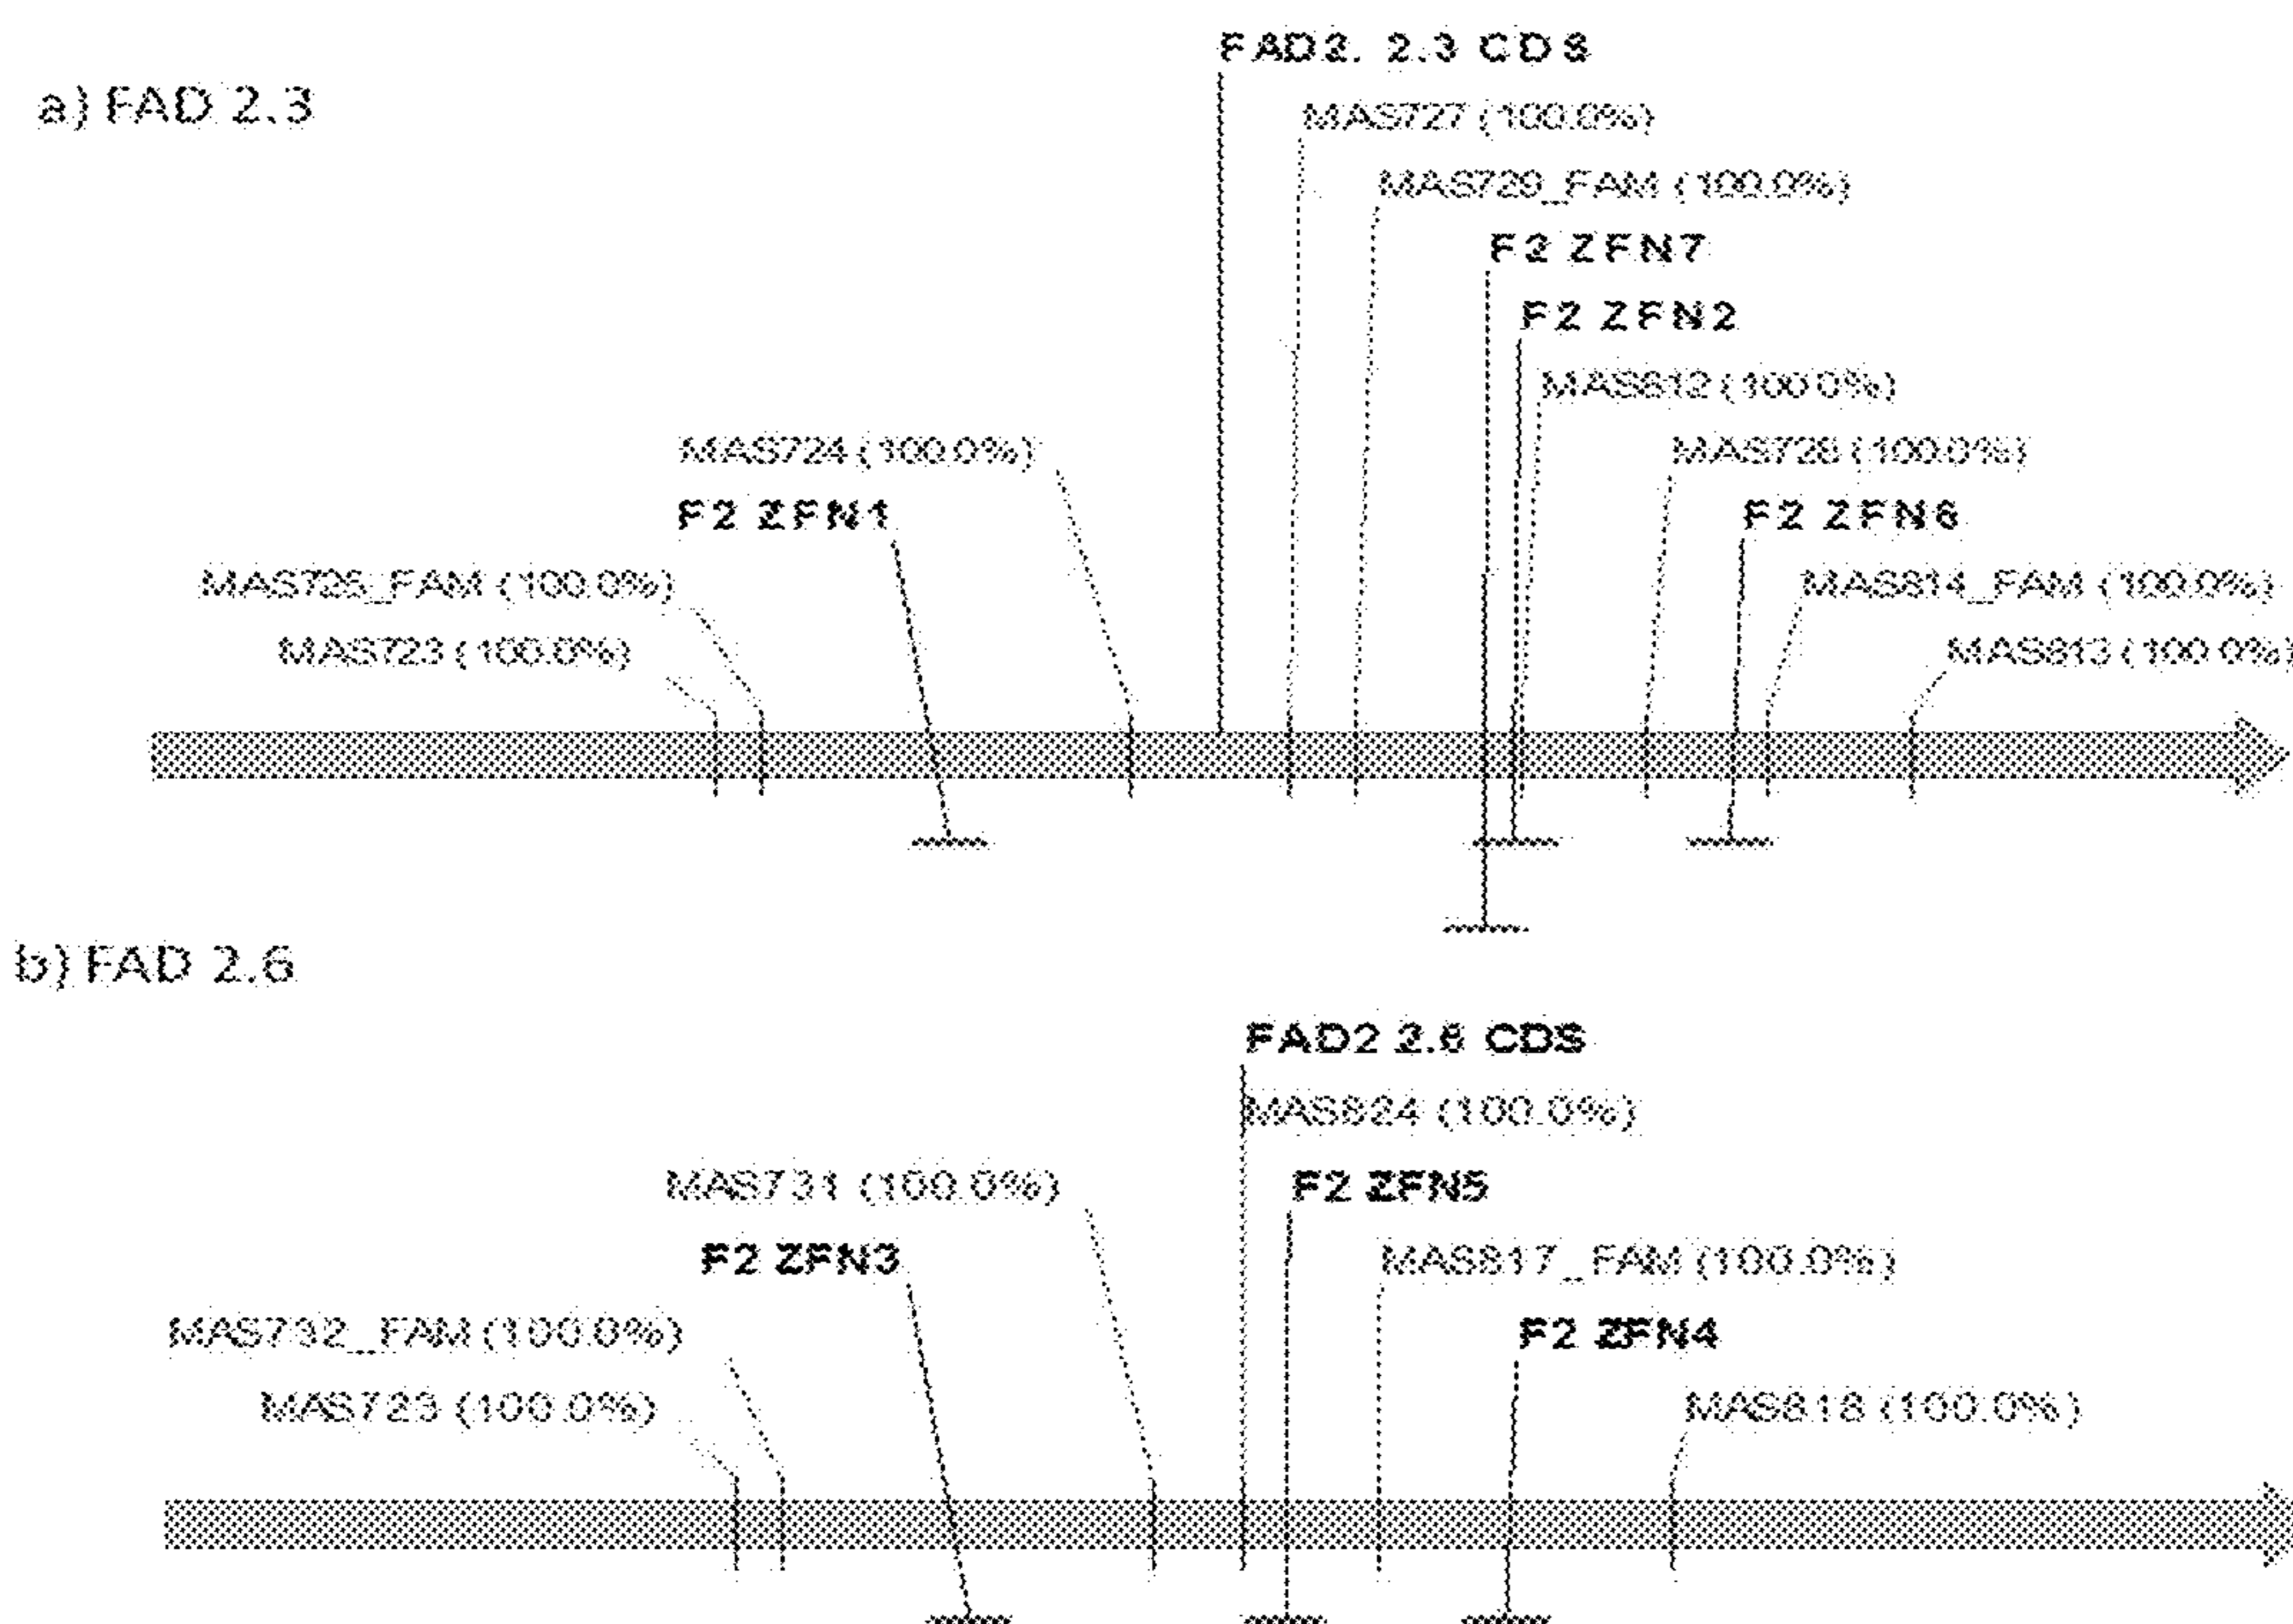 FAD2. 2.3 CDS
a) FAD 2.3
MAS727 (100.0%)
MAS729_FAM (100.0%)
F2 ZFN7
F2 ZFN2
MAS812 (100.0%)
MAS724 (100.0%)
MAS728 (100.0%)
F2 ZFN1
F2 ZFN6
MAS725_FAM (100.0%)
MAS814_FAM (100.0%)
MAS723 (100.0%)
MAS813 (100.0%)
b) FAD 2.6
FAD2 2.6 CDS
MAS824 (100.0%)
MAS731 (100.0%)
F2 ZFN5
F2 ZFN3
MAS817_FAM (100.0%)
MAS732_FAM (100.0%)
F2 ZFN4
MAS723 (100.0%)
MAS818 (100.0%)